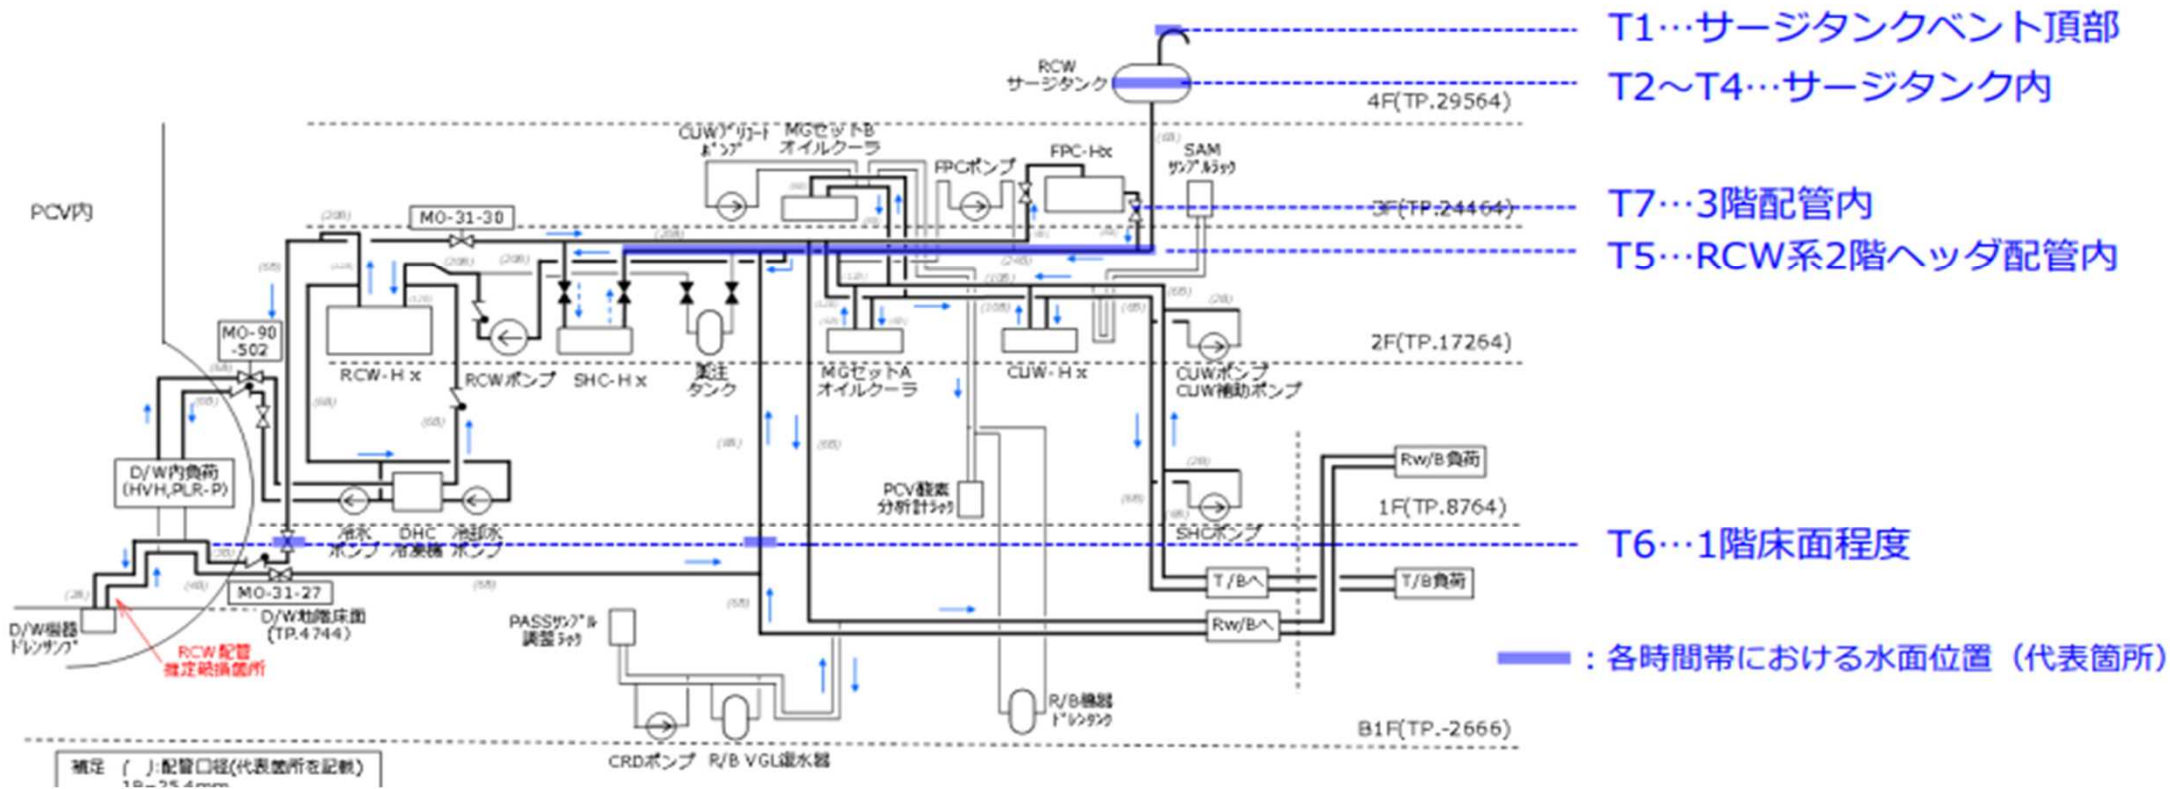 T1…サージタンクベント頂部
RCW
サージタンク
T2～T4…サージタンク内
4F(TP.29564)
CUWプリコート
ポンプ
MGセットB
オイルクーラ
FPCポンプ
FPC-Hx
SAM
サンプルラック
PCV内
MO-31-30
T7…3階配管内
3F(TP.24464)
T5…RCW系2階ヘッダ配管内
MO-90
-502
2F(TP.17264)
RCW-Hx
RCWポンプ
SHC-Hx
薬注
タンク
MGセットA
オイルクーラ
CUW-Hx
CUWポンプ
CUW補助ポンプ
D/W内負荷
(HVH,PLR-P)
Rw/B負荷
PCV酸素
分析計ラック
1F(TP.8764)
冷水
ポンプ
DHC
冷凍機
冷却水
ポンプ
SHCポンプ
T6…1階床面程度
MO-31-27
T/Bへ
T/B負荷
D/W地階床面
(TP.4744)
D/W機器
ドレンサンプ
RCW配管
推定破損箇所
PASSサンプル
調整ラック
Rw/Bへ
：各時間帯における水面位置（代表箇所）
R/B機器
ドレンタンク
B1F(TP.-2666)
CRDポンプ
R/B VGL還水器
補足 ( ):配管口径(代表箇所を記載)
1B=25.4mm